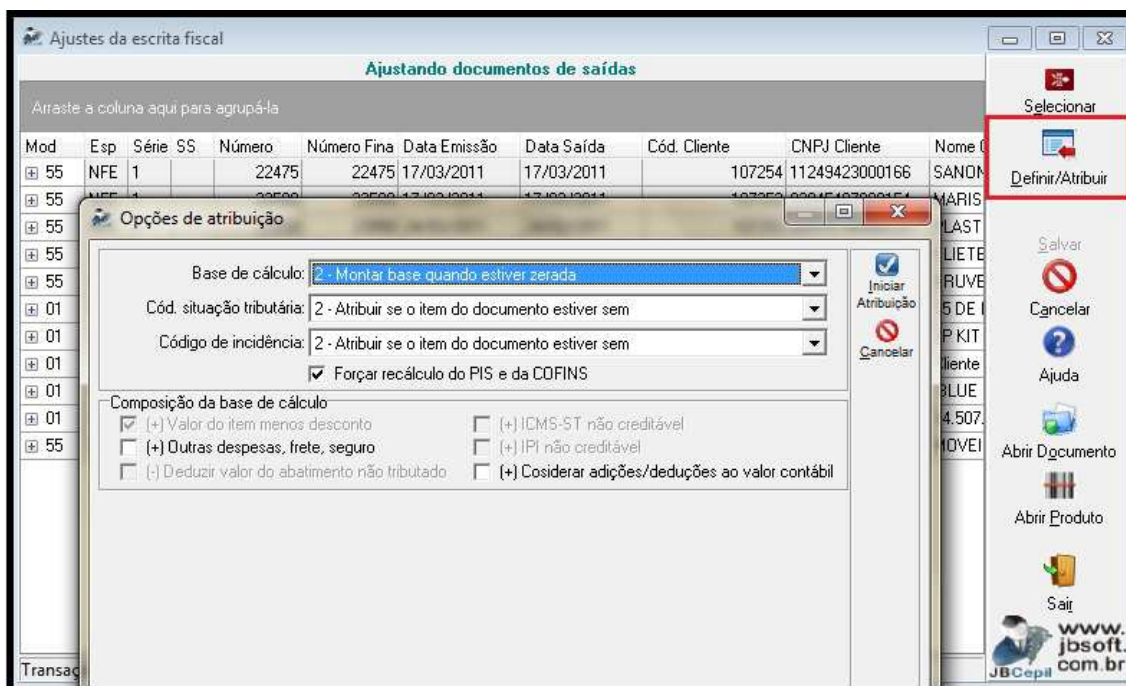 Ajustes da escrita fiscal
Ajustando documentos de saídas
Arraste a coluna aqui para agrupá-la
Mod Esp Série SS Número Número Fina Data Emissão Data Saída Cód. Cliente CNPJ Cliente Nome
55 NFE 1 22475 22475 17/03/2011 17/03/2011 107254 11249423000166 SANON
55 MARIS
55 PLAST
55 LIETE
55 RUVE
01 5 DE
01 P KIT
01 liente
01 BLUE
01 4.507.
55 MOVEI
Opções de atribuição
Base de cálculo: 2 - Montar base quando estiver zerada
Cód. situação tributária: 2 - Atribuir se o item do documento estiver sem
Código de incidência: 2 - Atribuir se o item do documento estiver sem
Forçar recálculo do PIS e da COFINS
Iniciar
Atribuição
Cancelar
Composição da base de cálculo
(+) Valor do item menos desconto
(+) ICMS-ST não creditável
(+) Outras despesas, frete, seguro
(+) IPI não creditável
(-) Deduzir valor do abatimento não tributado
(+) Cosiderar adições/deduções ao valor contábil
Selecionar
Definir/Atribuir
Salvar
Cancelar
Ajuda
Abrir Documento
Abrir Produto
Sair
www.
jbsoft.
com.br
JBCepil
Transaç